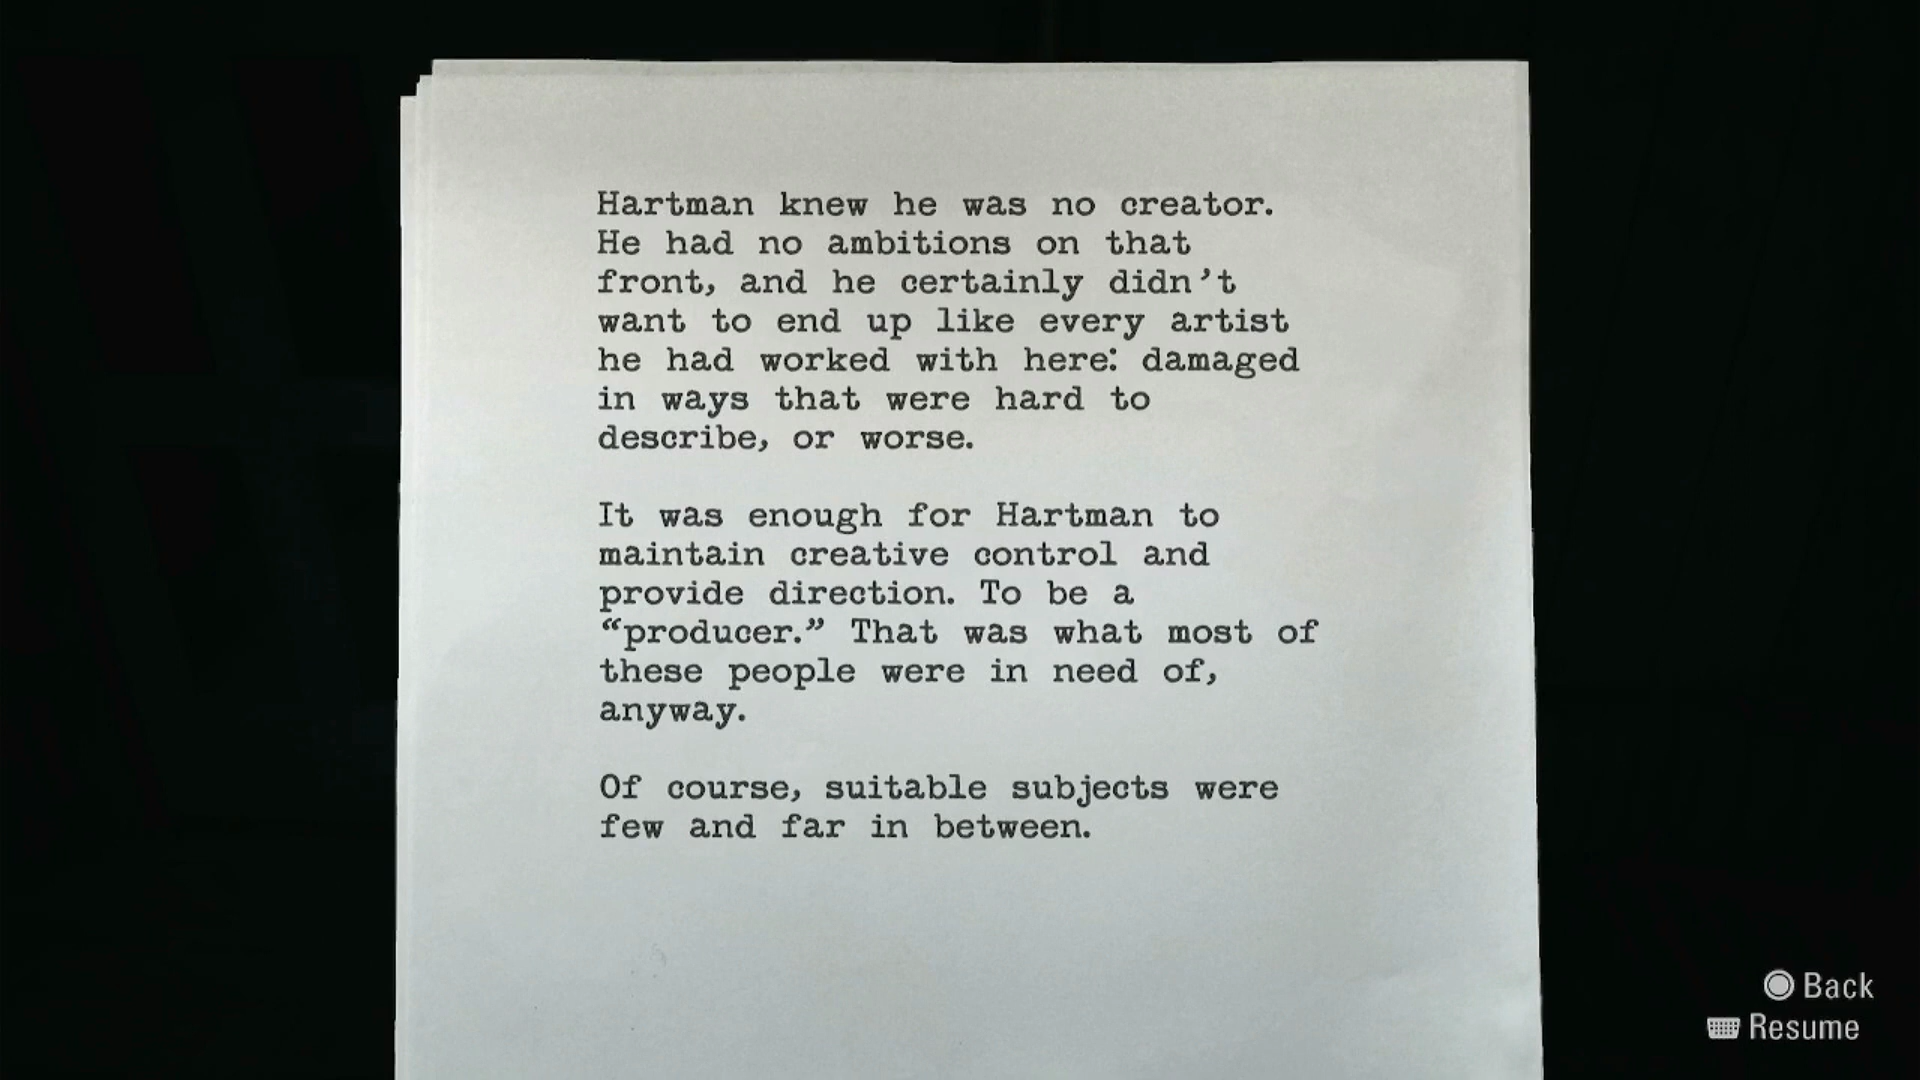 Hartman knew he was no creator.
He had no ambitions on that
front, and he certainly didn't
want to end up like every artist
he had worked with here: damaged
in ways that were hard to
describe, or worse.
It was enough for Hartman to
maintain creative control and
provide direction. To be a
“producer.” That was what most of
these people were in need of,
anyway.
Of course, suitable subjects were
few and far in between.
Back
Resume